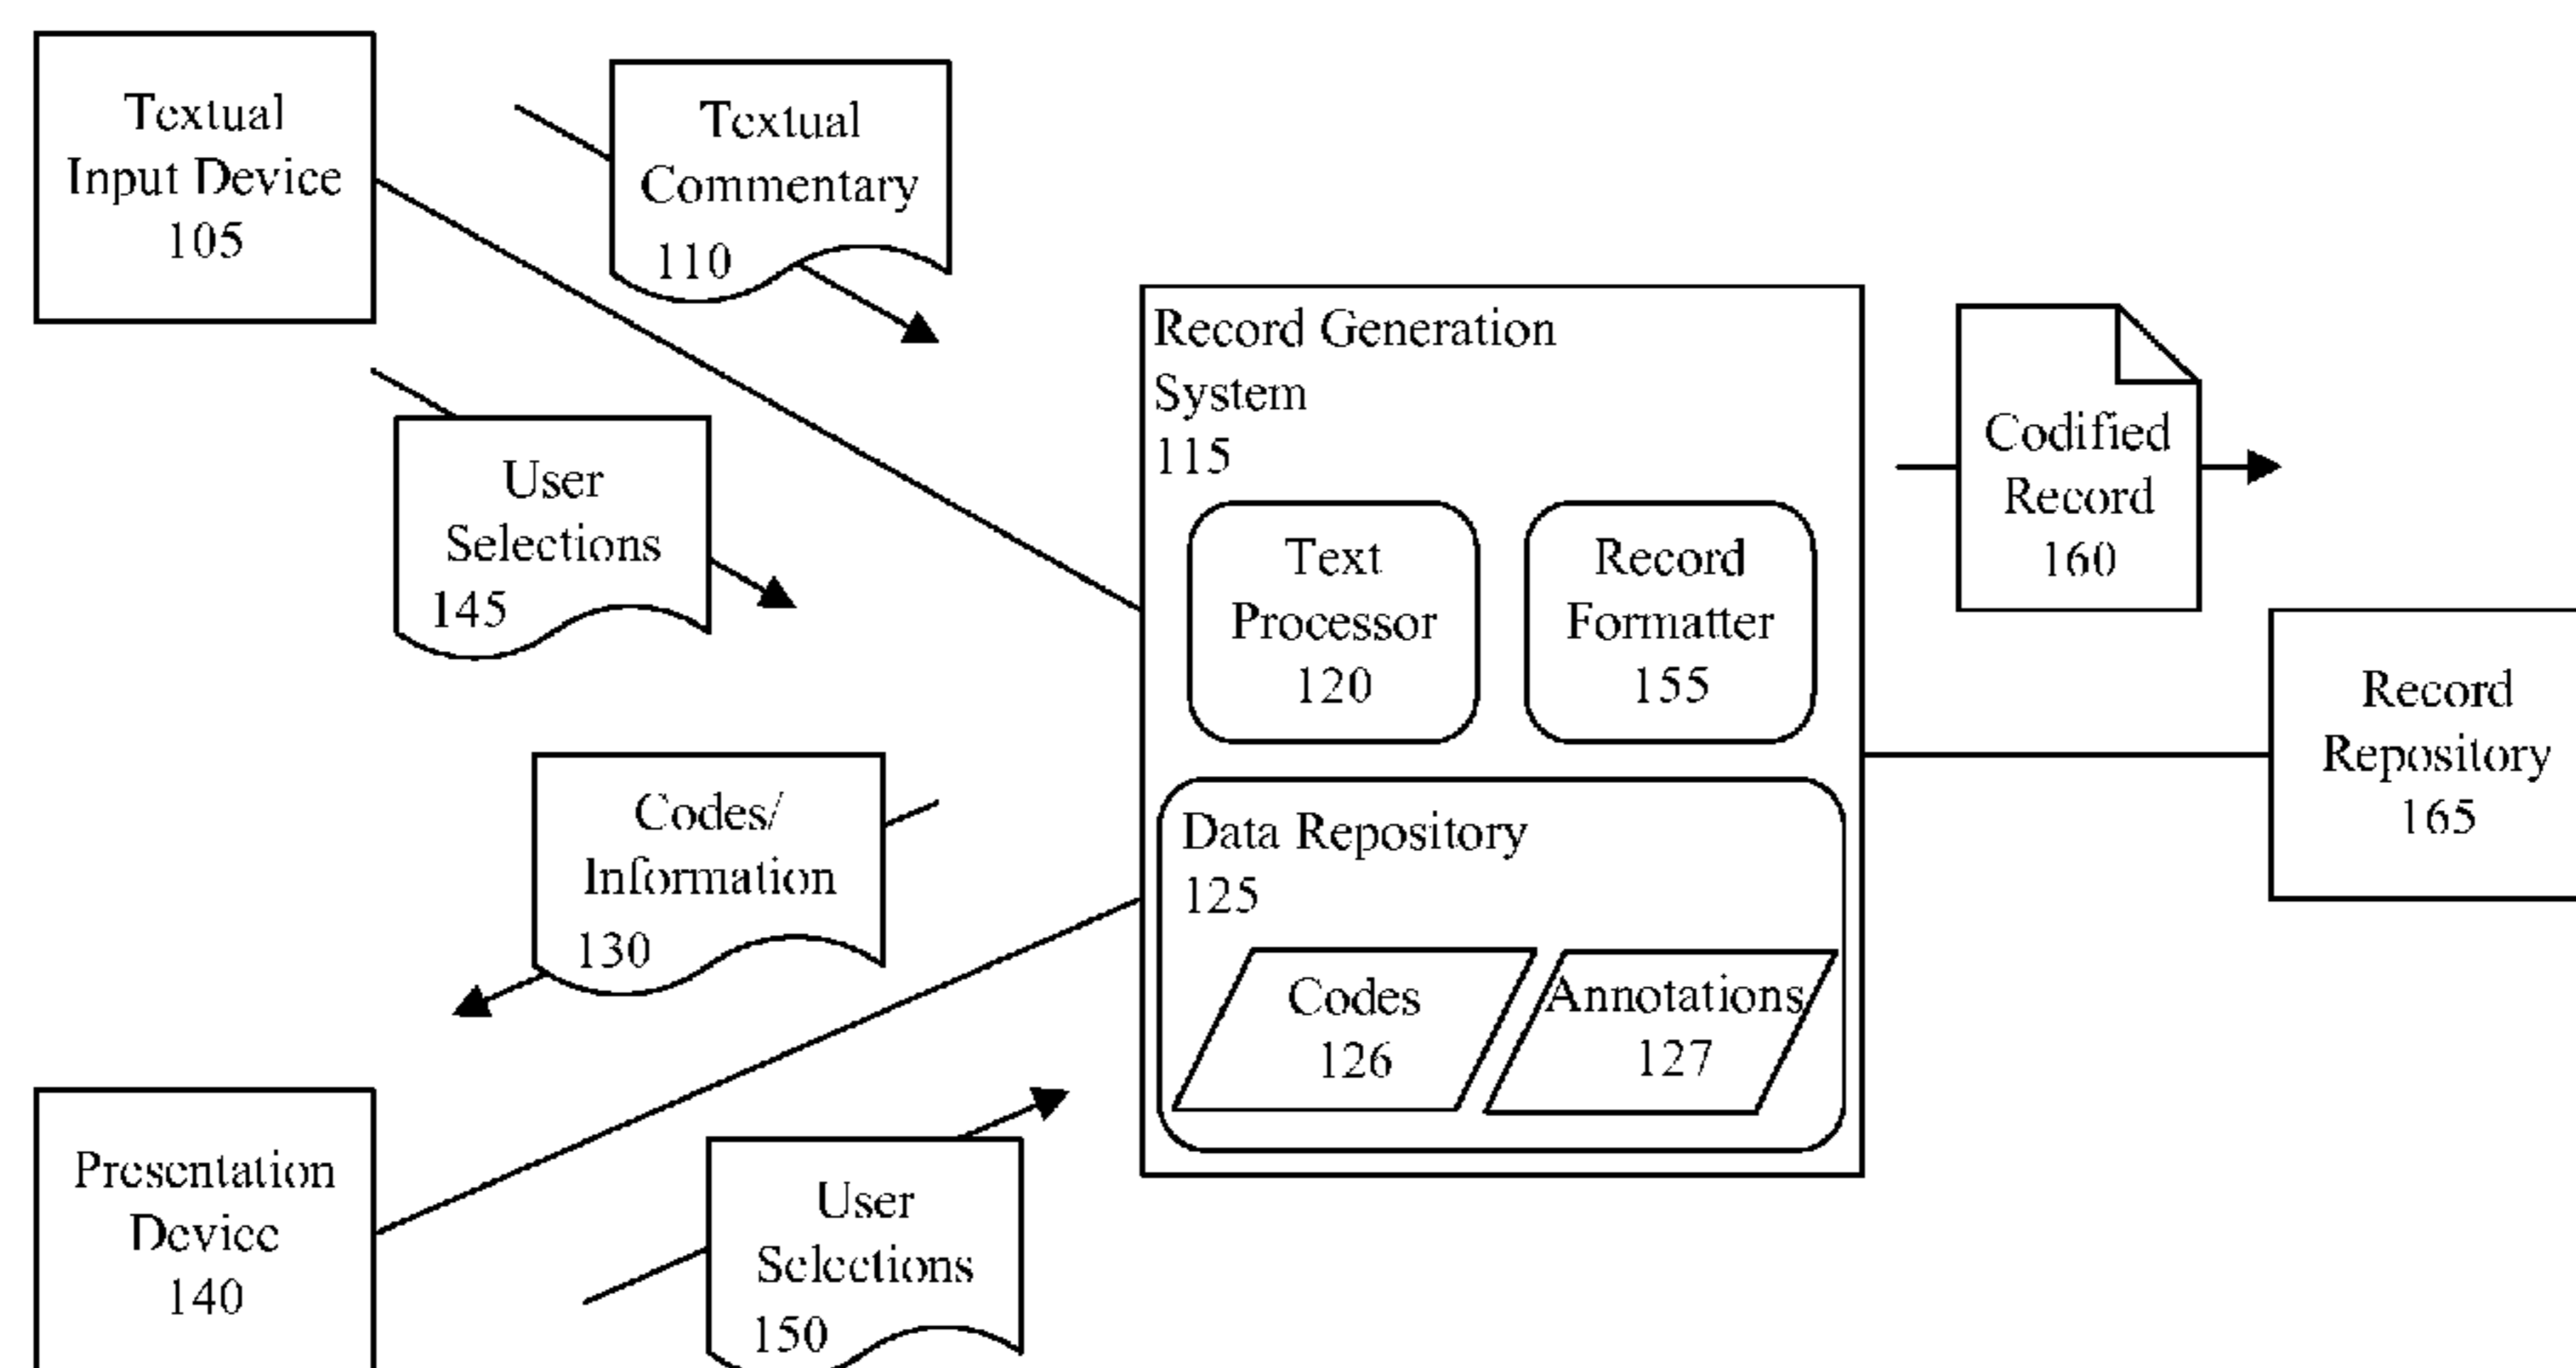 Textual
Input Device
105
Textual
Commentary
110
User
Selections
145
Record Generation
System
115
Text
Processor
120
Record
Formatter
155
Codified
Record
160
Record
Repository
165
Codes/
Information
130
Data Repository
125
Codes
126
Annotations
127
Presentation
Device
140
User
Selections
150